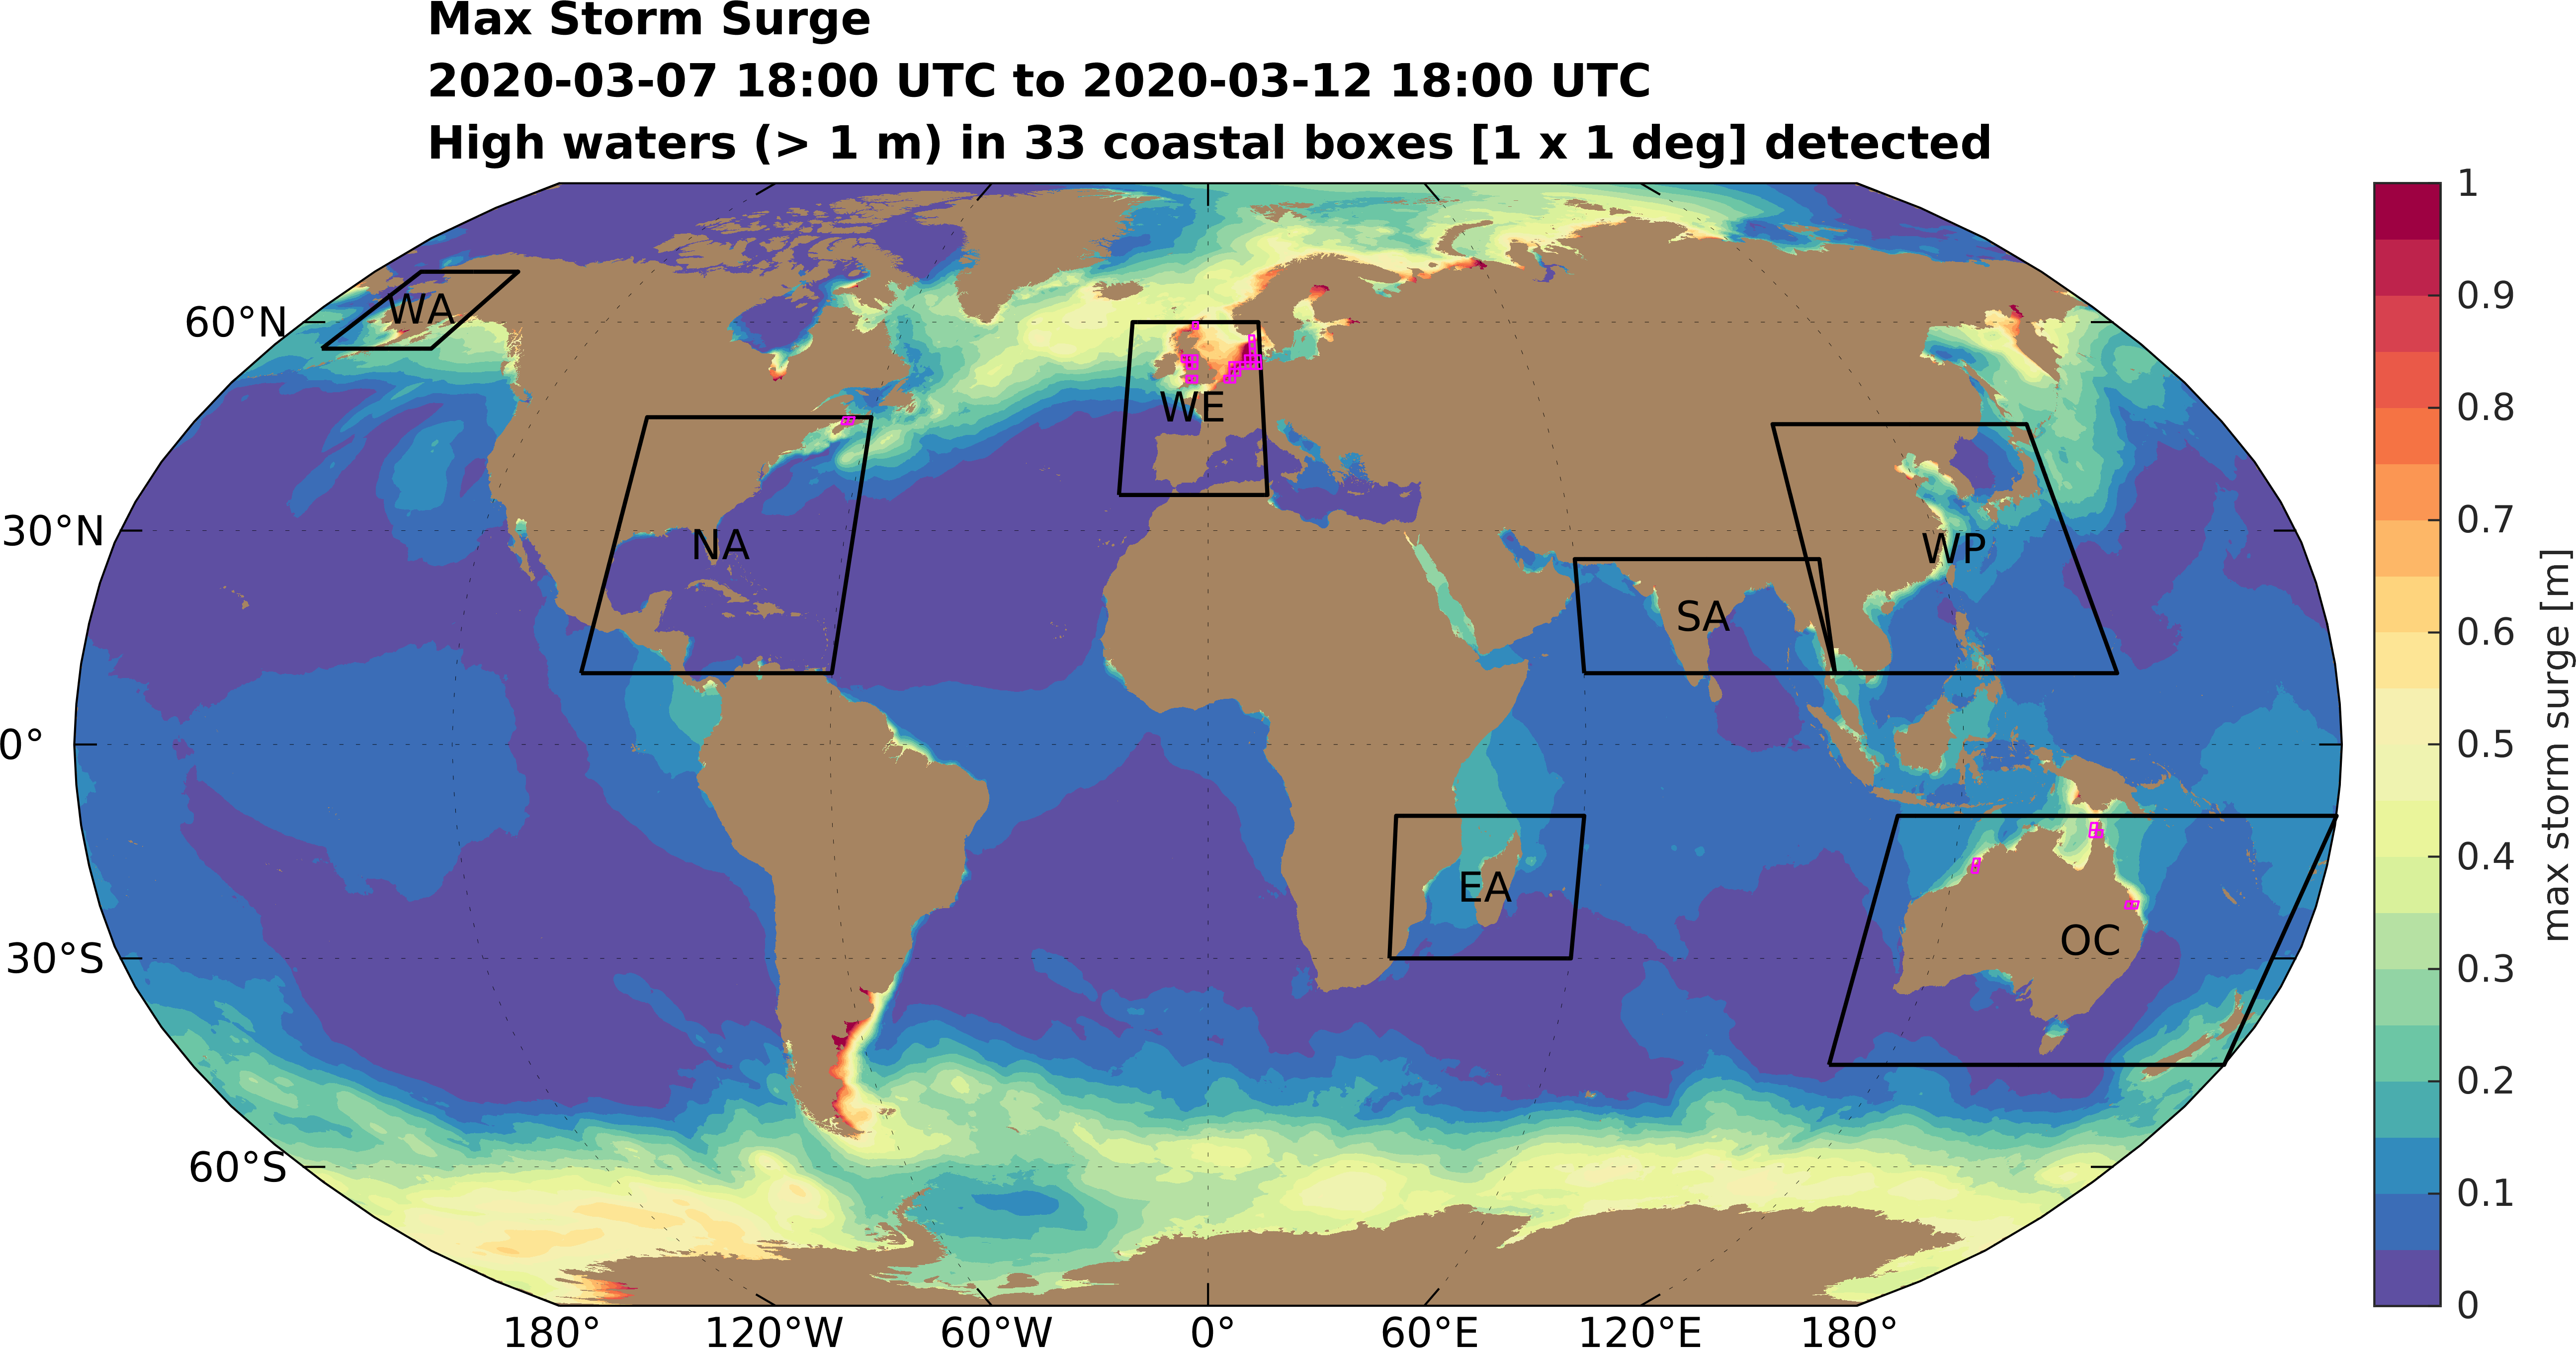 Max Storm Surge
2020-03-07 18:00 UTC to 2020-03-12 18:00 UTC
High waters (> 1 m) in 33 coastal boxes [1 x 1 deg] detected
60°N
30°N
0°
30°S
60°S
WA
NA
WE
SA
WP
EA
OC
180°
120°W
60°W
0°
60°E
120°E
180°
1
0.9
0.8
0.7
0.6
0.5
0.4
0.3
0.2
0.1
0
max storm surge [m]